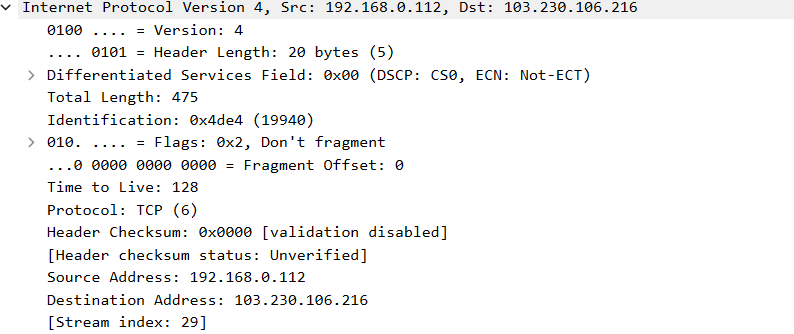 Internet Protocol Version 4, Src: 192.168.0.112, Dst: 103.230.106.216
0100 .... = Version: 4
.... 0101 = Header Length: 20 bytes (5)
Differentiated Services Field: 0x00 (DSCP: CS0, ECN: Not-ECT)
Total Length: 475
Identification: 0x4de4 (19940)
010. .... = Flags: 0x2, Don't fragment
...0 0000 0000 0000 = Fragment Offset: 0
Time to Live: 128
Protocol: TCP (6)
Header Checksum: 0x0000 [validation disabled]
[Header checksum status: Unverified]
Source Address: 192.168.0.112
Destination Address: 103.230.106.216
[Stream index: 29]